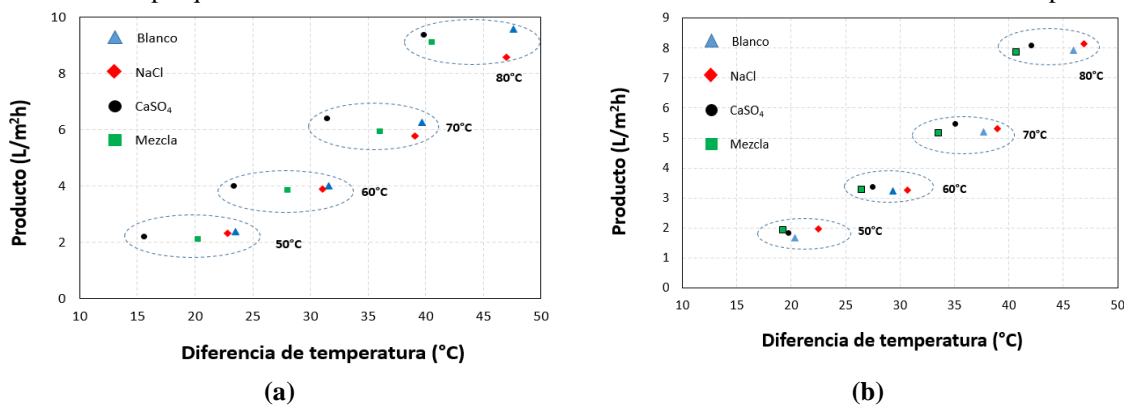 Blanco
NaCl
CaSO₄
Mezcla
80°C
70°C
60°C
50°C
10
8
6
4
2
0
Producto (L/m²h)
10 15 20 25 30 35 40 45 50
Diferencia de temperatura (°C)
(a)
Blanco
NaCl
CaSO₄
Mezcla
80°C
70°C
60°C
50°C
9
8
7
6
5
4
3
2
1
0
Producto (L/m²h)
10 15 20 25 30 35 40 45 50
Diferencia de temperatura (°C)
(b)